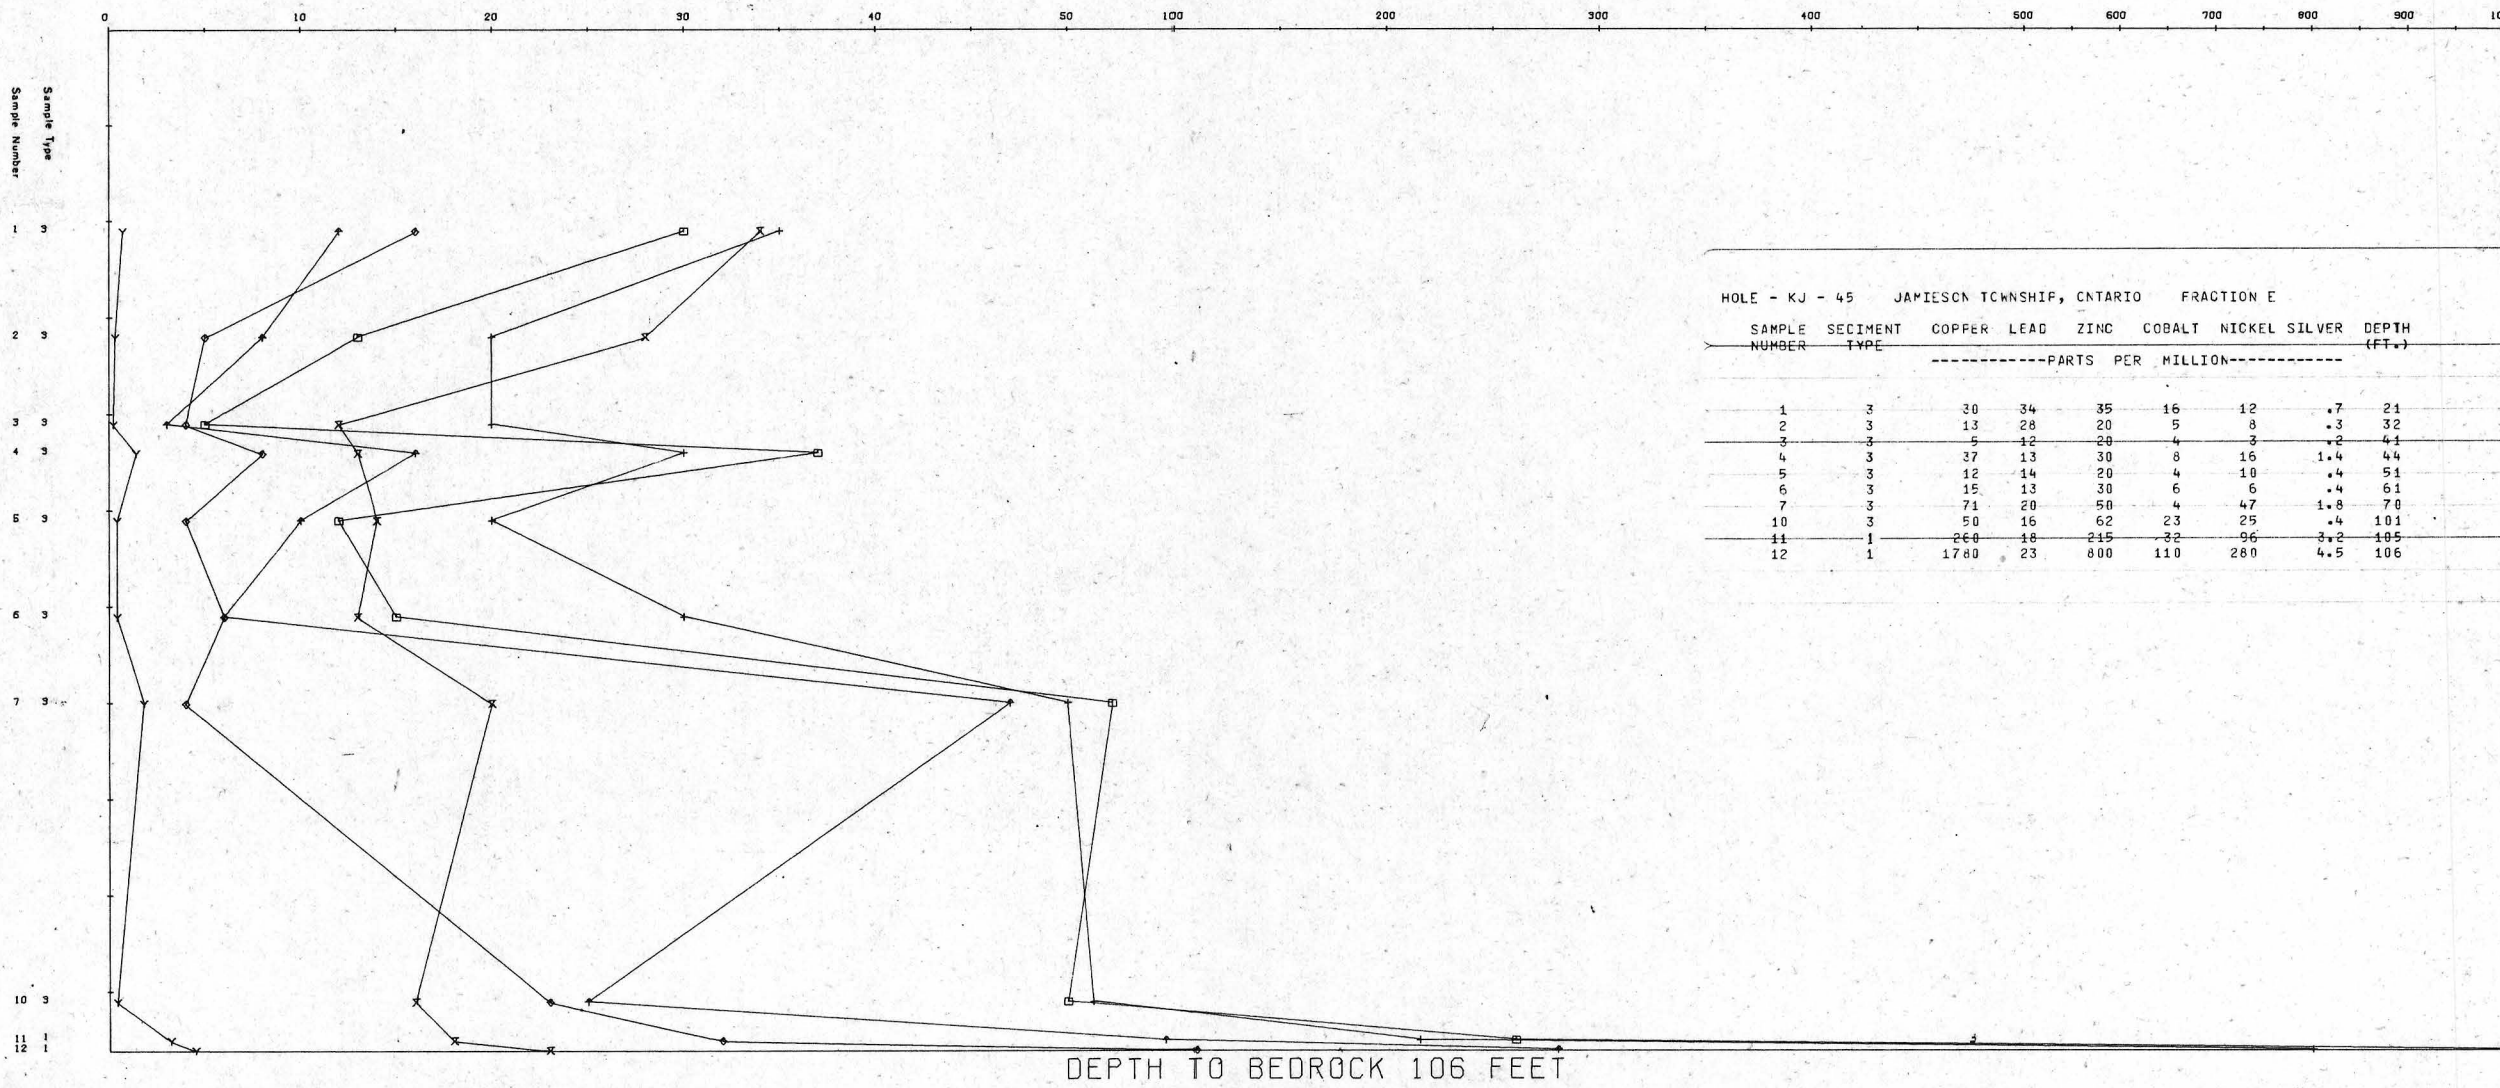 0 10 20 30 40 50 100 200 300 400 500 600 700 800 900 10
Sample Type
Sample Number
1 3
2 3
3 3
4 3
5 3
6 3
7 3
10 3
11 1
12 1
HOLE - KJ - 45 JAMIESCN TCWNSHIF, CNTARIO FRACTION E
SAMPLE SECIMENT COPFER LEAD ZINC COBALT NICKEL SILVER DEPTH
NUMBER TYPE (FT.)
------------PARTS PER MILLION------------
1 3 30 34 35 16 12 .7 21
2 3 13 28 20 5 8 .3 32
3 3 5 12 20 4 3 .2 41
4 3 37 13 30 8 16 1.4 44
5 3 12 14 20 4 10 .4 51
6 3 15 13 30 6 6 .4 61
7 3 71 20 50 4 47 1.8 70
10 3 50 16 62 23 25 .4 101
11 1 260 18 215 32 96 3.2 105
12 1 1780 23 800 110 280 4.5 106
DEPTH TO BEDROCK 106 FEET